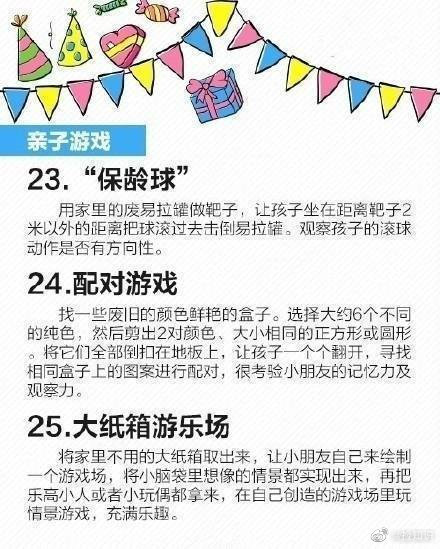 亲子游戏
23.“保龄球”
用家里的废易拉罐做靶子，让孩子坐在距离靶子2
米以外的距离把球滚过去击倒易拉罐。观察孩子的滚球
动作是否有方向性。
24.配对游戏
找一些废旧的颜色鲜艳的盒子。选择大约6个不同
的纯色，然后剪出2对颜色、大小相同的正方形或圆形
。将它们全部倒扣在地板上，让孩子一个个翻开，寻找
相同盒子上的图案进行配对，很考验小朋友的记忆力及
观察力。
25.大纸箱游乐场
将家里不用的大纸箱取出来，让小朋友自己来绘制
一个游戏场，将小脑袋里想像的情景都实现出来，再把
乐高小人或者小玩偶都拿来，在自己创造的游戏场里玩
情景游戏，充满乐趣。